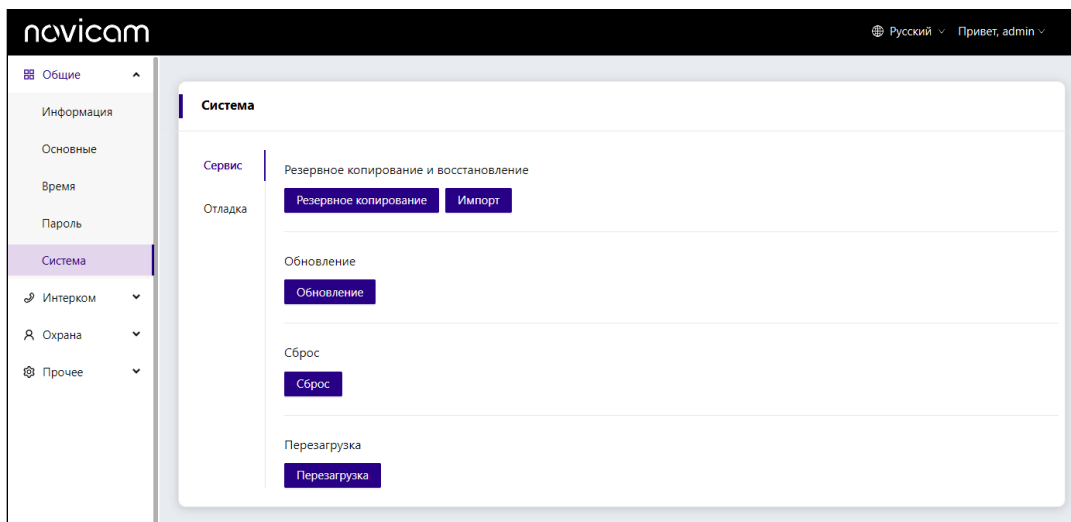 novicam
Русский Привет, admin
Общие
Информация
Основные
Время
Пароль
Система
Интерком
Охрана
Прочее
Система
Сервис
Отладка
Резервное копирование и восстановление
Резервное копирование Импорт
Обновление
Обновление
Сброс
Сброс
Перезагрузка
Перезагрузка